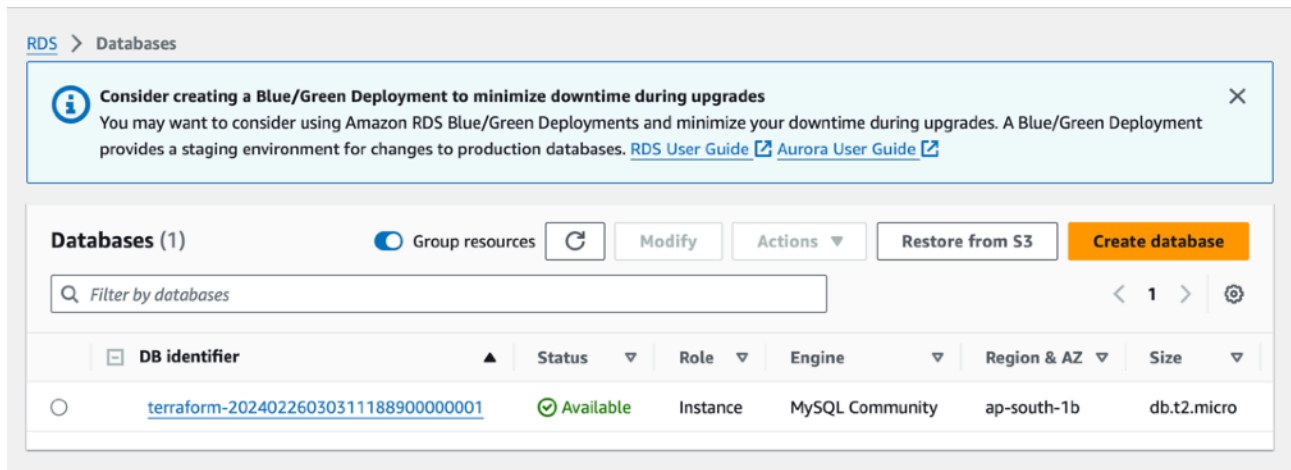 RDS > Databases
Consider creating a Blue/Green Deployment to minimize downtime during upgrades
You may want to consider using Amazon RDS Blue/Green Deployments and minimize your downtime during upgrades. A Blue/Green Deployment
provides a staging environment for changes to production databases. RDS User Guide Aurora User Guide
Databases (1) Group resources Modify Actions Restore from S3 Create database
Filter by databases 1
DB identifier Status Role Engine Region & AZ Size
terraform-20240226030311188900000001 Available Instance MySQL Community ap-south-1b db.t2.micro